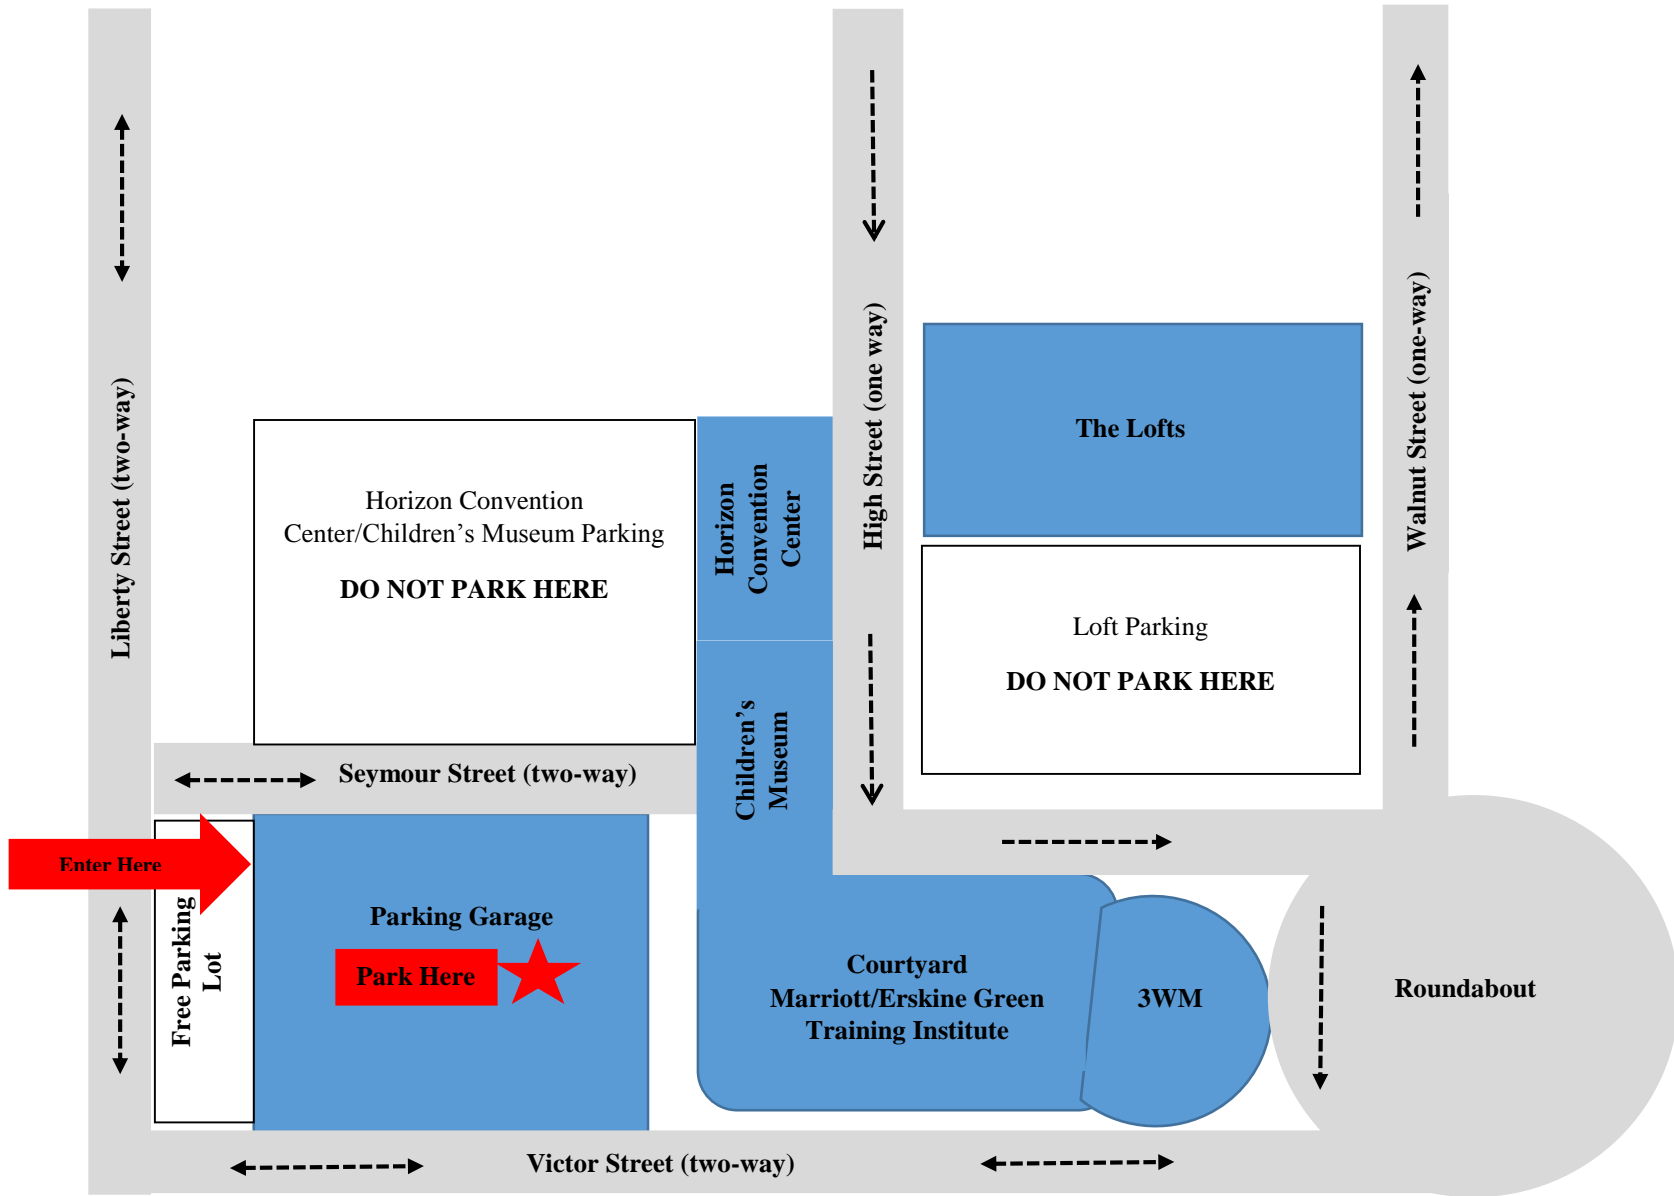 Liberty Street (two-way)
Horizon Convention
Center/Children’s Museum Parking
DO NOT PARK HERE
Horizon
Convention
Center
Children’s
Museum
High Street (one way)
The Lofts
Loft Parking
DO NOT PARK HERE
Walnut Street (one-way)
Seymour Street (two-way)
Enter Here
Free Parking
Lot
Parking Garage
Park Here
Courtyard
Marriott/Erskine Green
Training Institute
3WM
Roundabout
Victor Street (two-way)